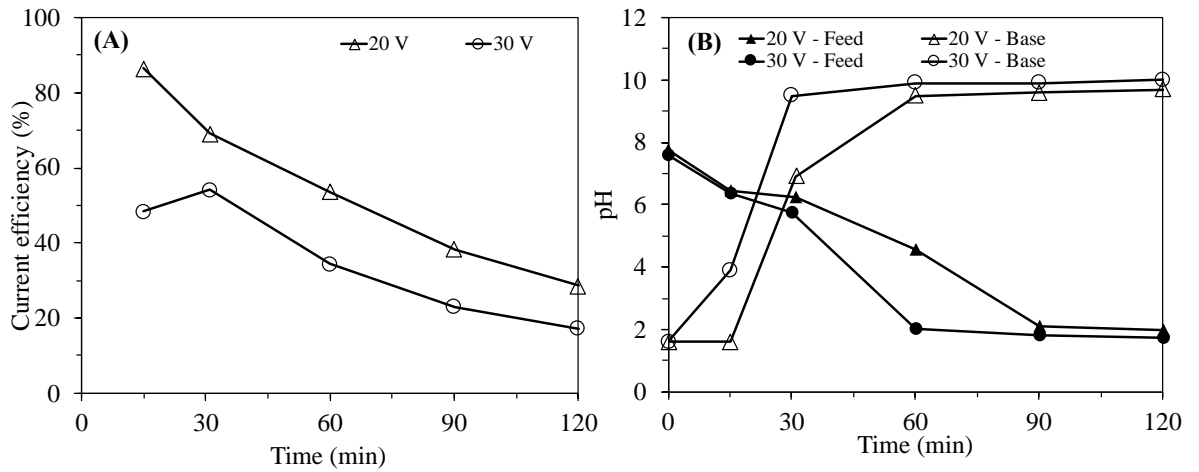 (A)
20 V
30 V
Current efficiency (%)
100
80
60
40
20
0
0 30 60 90 120
Time (min)
(B)
20 V - Feed
20 V - Base
30 V - Feed
30 V - Base
pH
12
10
8
6
4
2
0
0 30 60 90 120
Time (min)